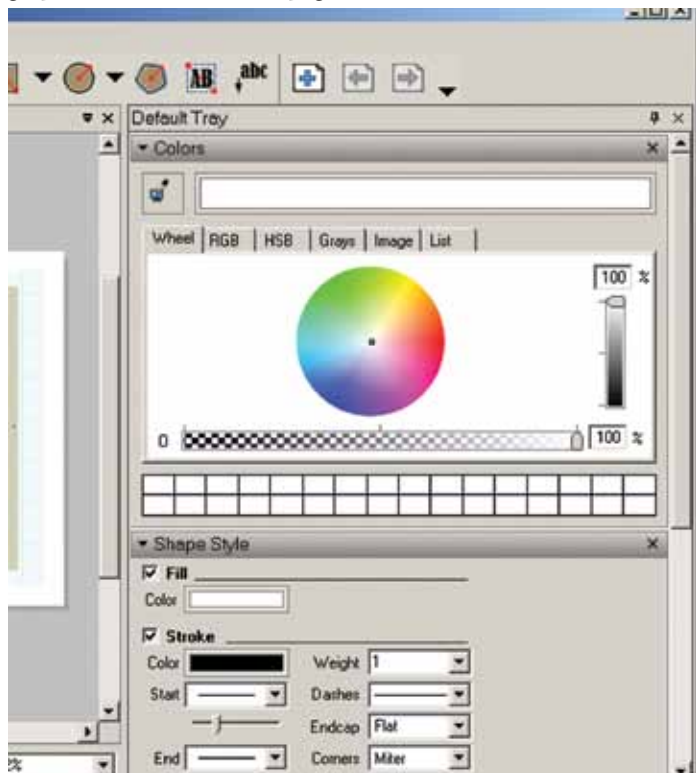 AB abc
Default Tray
Colors
Wheel RGB HSB Grays Image List
100 %
0 100 %
Shape Style
Fill
Color
Stroke
Color Weight 1
Start Dashes
Endcap Flat
2% End Corners Miter